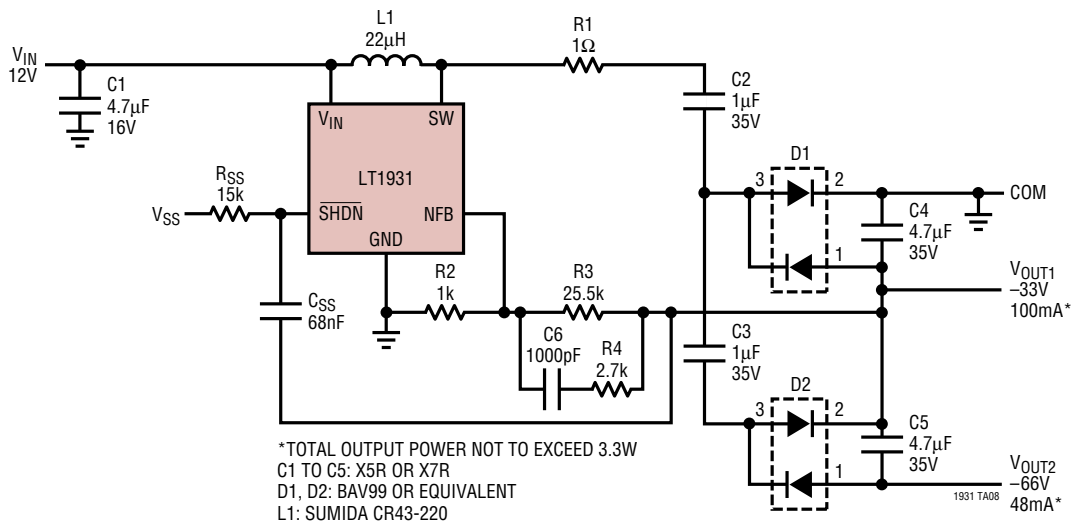 L1
22µH
R1
1Ω
VIN
12V
C1
4.7µF
16V
C2
1µF
35V
VIN
SW
LT1931
D1
3
2
COM
RSS
15k
VSS
SHDN
NFB
GND
C4
4.7µF
35V
1
R2
1k
R3
25.5k
VOUT1
–33V
100mA*
CSS
68nF
C6
1000pF
R4
2.7k
C3
1µF
35V
D2
3
2
C5
4.7µF
35V
1
VOUT2
–66V
48mA*
*TOTAL OUTPUT POWER NOT TO EXCEED 3.3W
C1 TO C5: X5R OR X7R
D1, D2: BAV99 OR EQUIVALENT
L1: SUMIDA CR43-220
1931 TA08